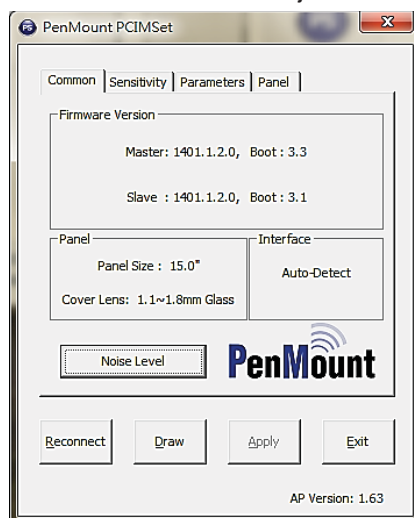 PenMount PCIMSet
Common Sensitivity Parameters Panel
Firmware Version
Master: 1401.1.2.0, Boot : 3.3
Slave : 1401.1.2.0, Boot : 3.1
Panel
Panel Size : 15.0"
Cover Lens: 1.1~1.8mm Glass
Interface
Auto-Detect
Noise Level
PenMount
Reconnect Draw Apply Exit
AP Version: 1.63